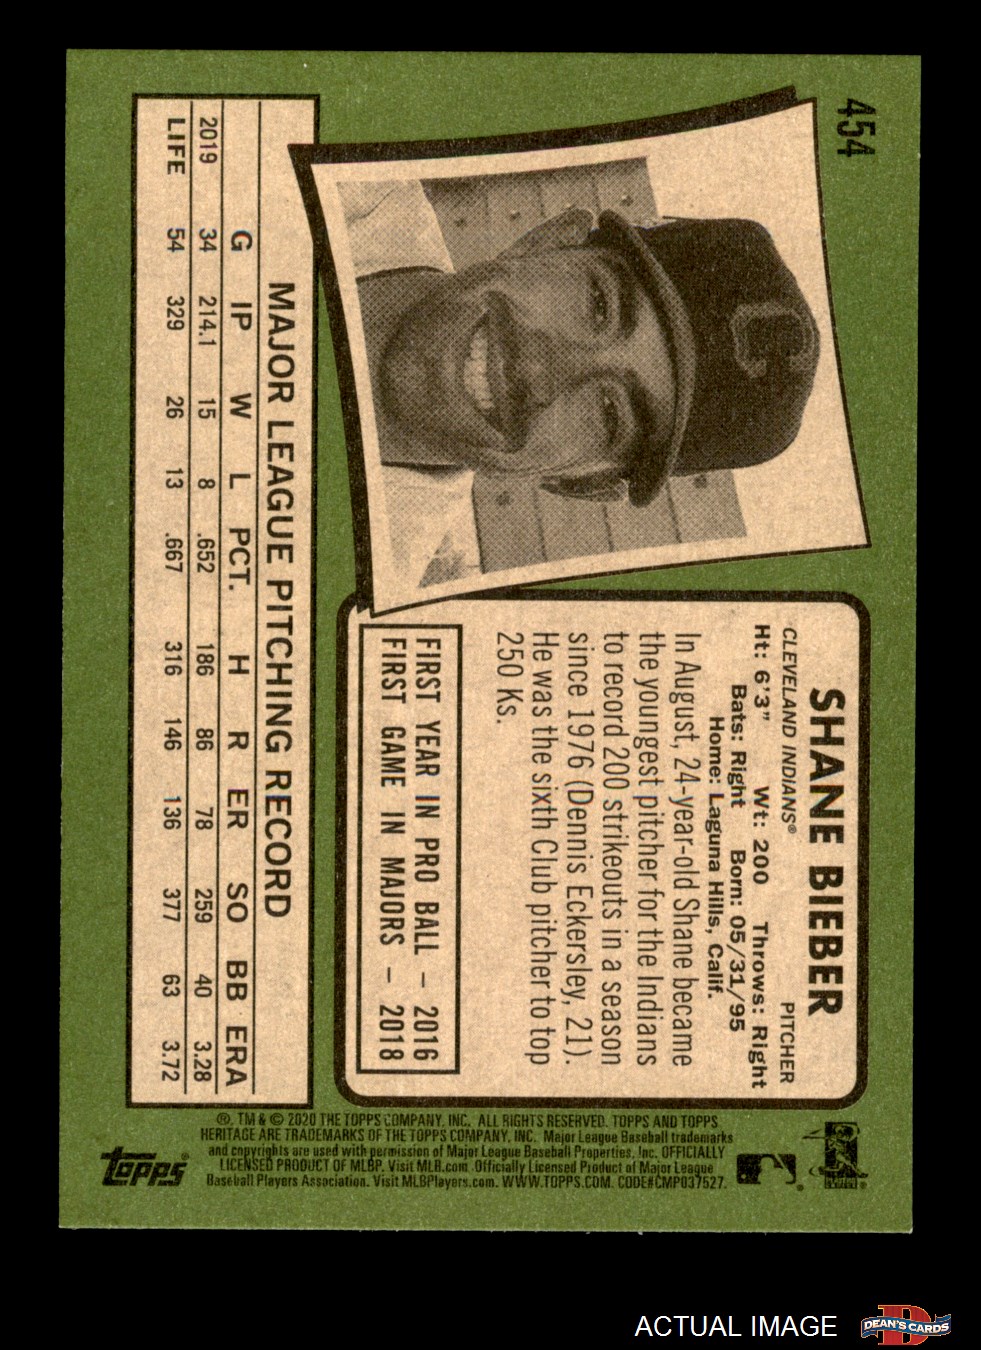 454
SHANE BIEBER
CLEVELAND INDIANS® PITCHER
Ht: 6'3" Wt: 200 Throws: Right
Bats: Right Born: 05/31/95
Home: Laguna Hills, Calif.
In August, 24-year-old Shane became
the youngest pitcher for the Indians
to record 200 strikeouts in a season
since 1976 (Dennis Eckersley, 21).
He was the sixth Club pitcher to top
250 Ks.
FIRST YEAR IN PRO BALL – 2016
FIRST GAME IN MAJORS – 2018
MAJOR LEAGUE PITCHING RECORD
G IP W L PCT. H R ER SO BB ERA
2019 34 214.1 15 8 .652 186 86 78 259 40 3.28
LIFE 54 329 26 13 .667 316 146 136 377 63 3.72
®, TM & © 2020 THE TOPPS COMPANY, INC. ALL RIGHTS RESERVED. TOPPS AND TOPPS
HERITAGE ARE TRADEMARKS OF THE TOPPS COMPANY, INC. Major League Baseball trademarks
and copyrights are used with permission of Major League Baseball Properties, Inc. OFFICIALLY
LICENSED PRODUCT OF MLBP. Visit MLB.com. Officially Licensed Product of Major League
Baseball Players Association. Visit MLBPlayers.com. WWW.TOPPS.COM. CODE#CMP037527.
Topps®
ACTUAL IMAGE
DEAN'S CARDS